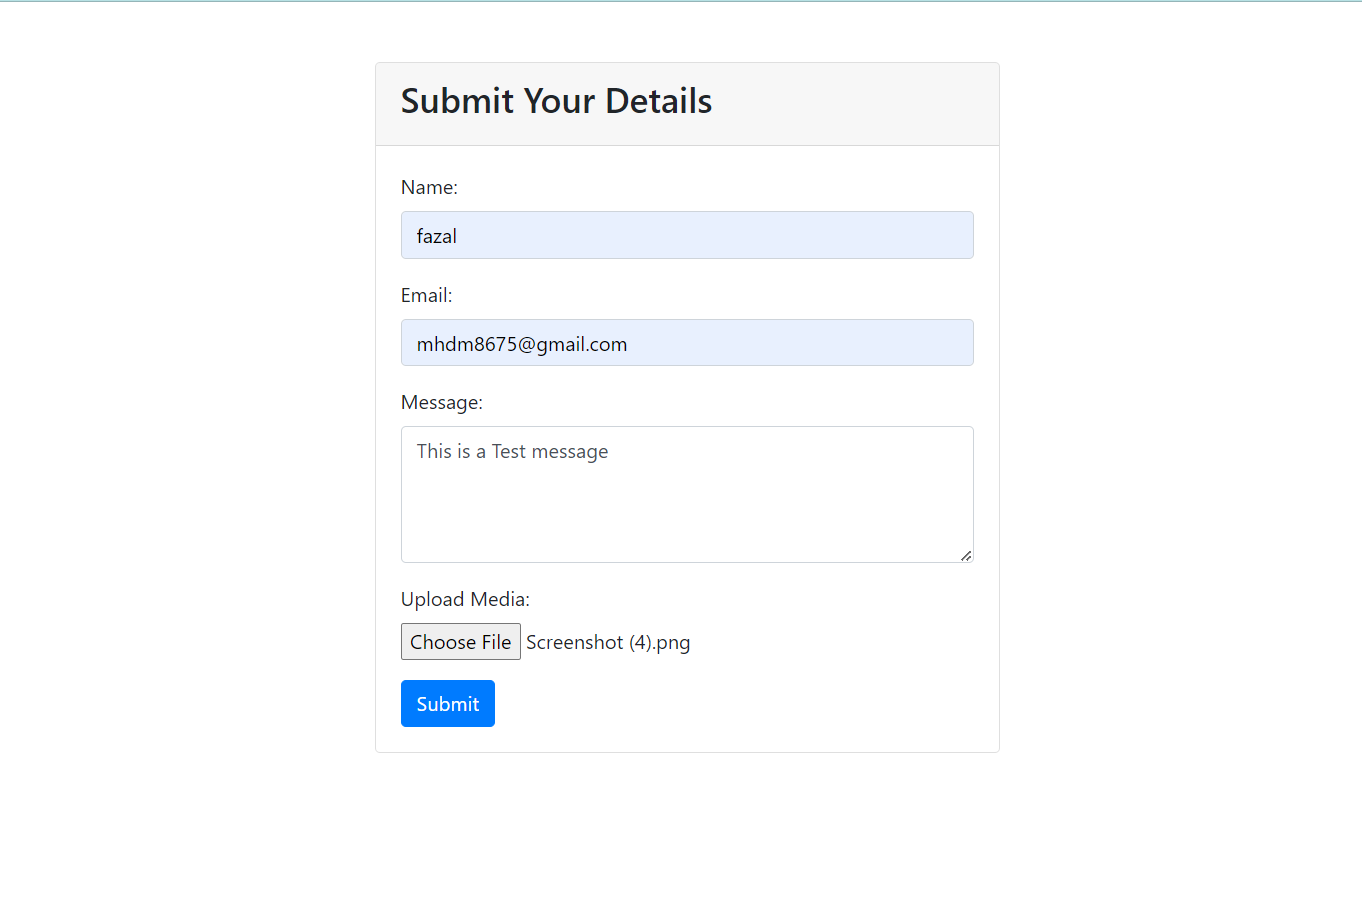 Submit Your Details
Name:
fazal
Email:
mhdm8675@gmail.com
Message:
This is a Test message
Upload Media:
Choose File Screenshot (4).png
Submit